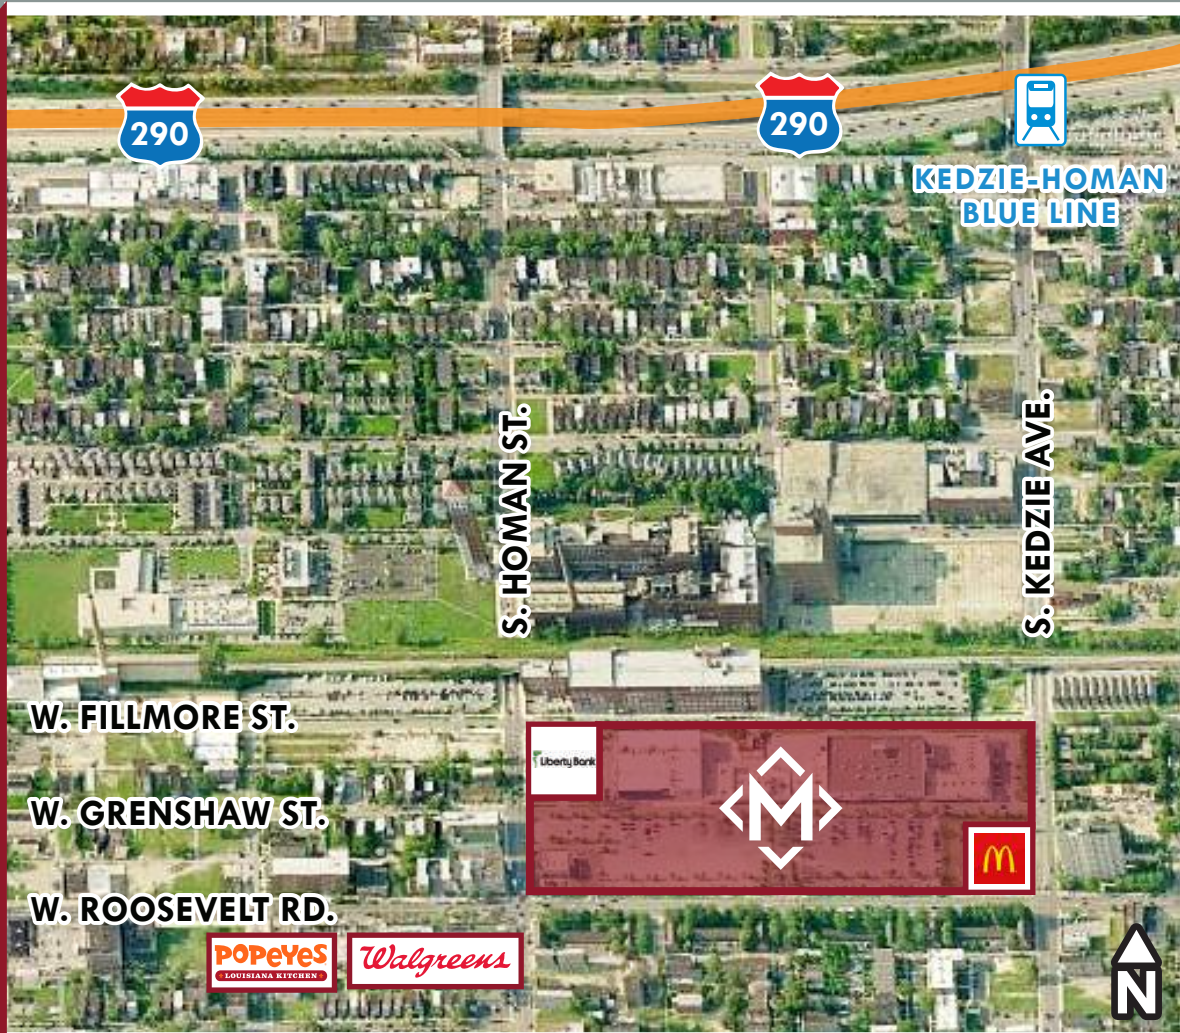 290
290
KEDZIE-HOMAN
BLUE LINE
S. HOMAN ST.
S. KEDZIE AVE.
W. FILLMORE ST.
Liberty Bank
W. GRENSHAW ST.
M
M
W. ROOSEVELT RD.
POPEYES
LOUISIANA KITCHEN
Walgreens
N